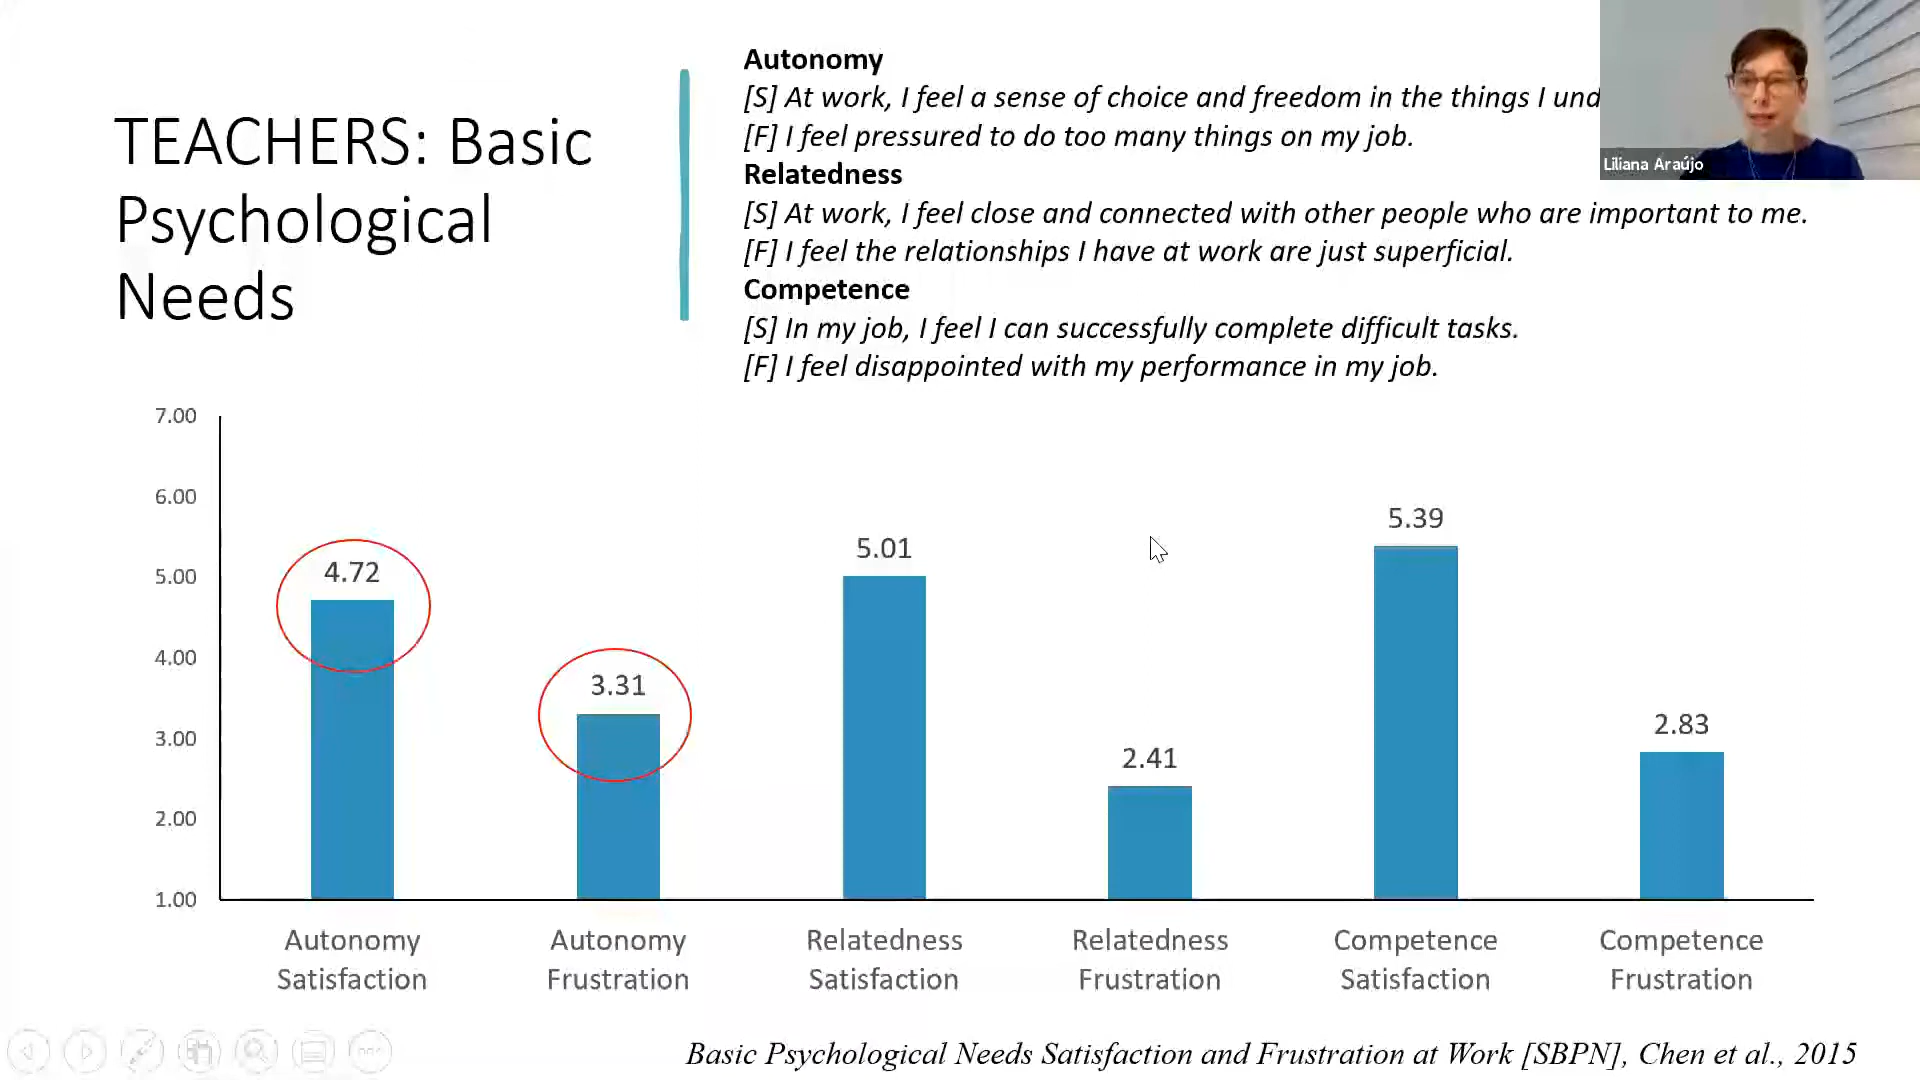 TEACHERS: Basic
Psychological
Needs
Autonomy
[S] At work, I feel a sense of choice and freedom in the things I
[F] I feel pressured to do too many things on my job.
Relatedness
[S] At work, I feel close and connected with other people who are important to me.
[F] I feel the relationships I have at work are just superficial.
Competence
[S] In my job, I feel I can successfully complete difficult tasks.
[F] I feel disappointed with my performance in my job.
Liliana Araújo
7.00
6.00
5.00
4.00
3.00
2.00
1.00
4.72
3.31
5.01
2.41
5.39
2.83
Autonomy
Satisfaction
Autonomy
Frustration
Relatedness
Satisfaction
Relatedness
Frustration
Competence
Satisfaction
Competence
Frustration
Basic Psychological Needs Satisfaction and Frustration at Work [SBPN], Chen et al., 2015